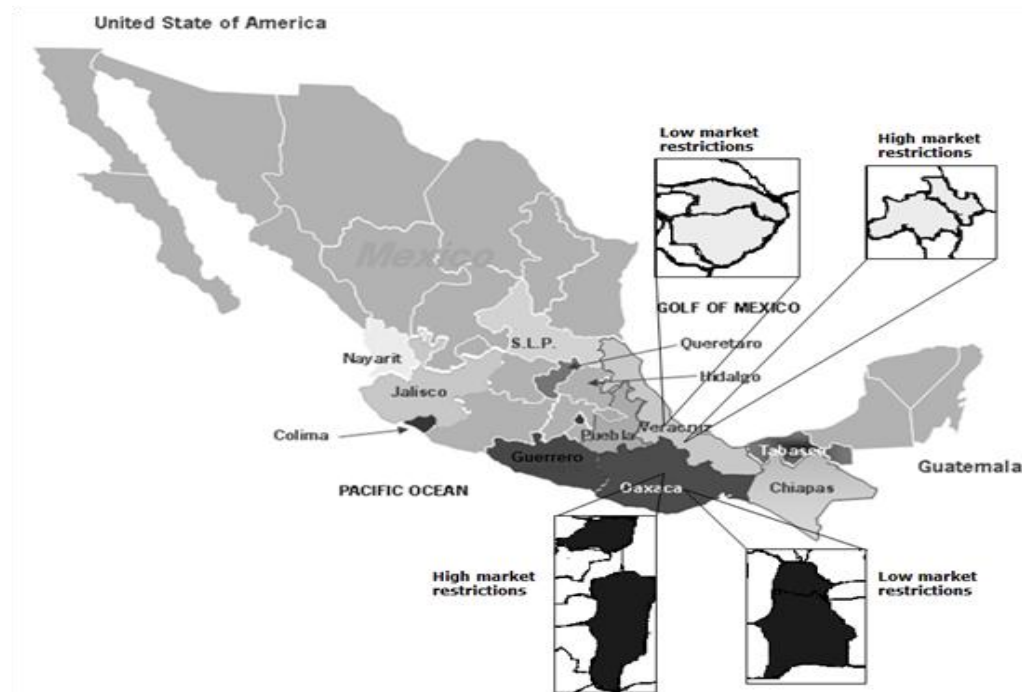 United State of America
Low market
restrictions
High market
restrictions
Mexico
GOLF OF MEXICO
S.L.P.
Queretaro
Nayarit
Hidalgo
Jalisco
Colima
Veracruz
Puebla
Tabasco
Guerrero
Guatemala
PACIFIC OCEAN
Oaxaca
Chiapas
High market
restrictions
Low market
restrictions